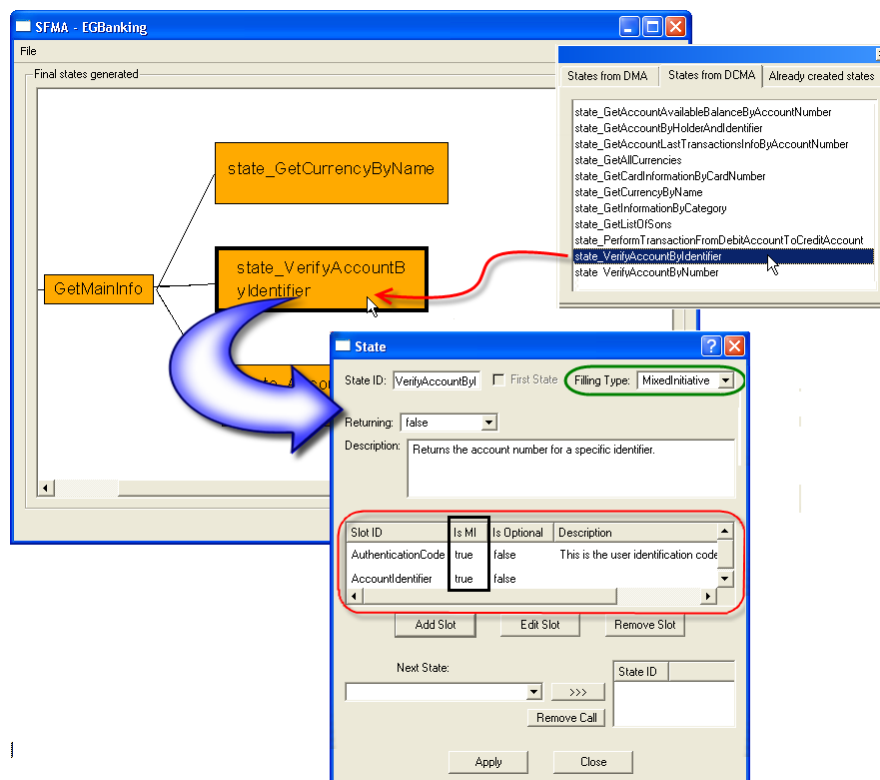 SFMA - EGBanking
File
Final states generated
state_GetCurrencyByName
state_VerifyAccountB
yIdentifier
GetMainInfo
States from DMA
States from DCMA
Already created states
state_GetAccountAvailableBalanceByAccountNumber
state_GetAccountByHolderAndIdentifier
state_GetAccountLastTransactionsInfoByAccountNumber
state_GetAllCurrencies
state_GetCardInformationByCardNumber
state_GetCurrencyByName
state_GetInformationByCategory
state_GetListOfSons
state_PerformTransactionFromDebitAccountToCreditAccount
state_VerifyAccountByIdentifier
state_VerifyAccountByNumber
State
State ID: VerifyAccountByI
First State
Filling Type: MixedInitiative
Returning: false
Description: Returns the account number for a specific identifier.
Slot ID Is MI Is Optional Description
AuthenticationCode true false This is the user identification code
AccountIdentifier true false
Add Slot Edit Slot Remove Slot
Next State:
State ID
>>>
Remove Call
Apply Close